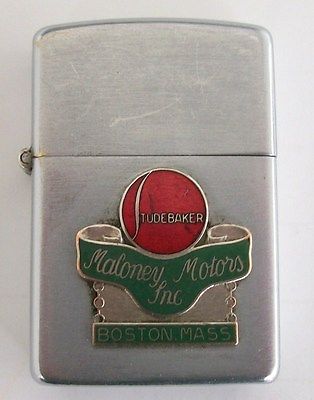 STUDEBAKER
Maloney Motors
Inc
BOSTON, MASS